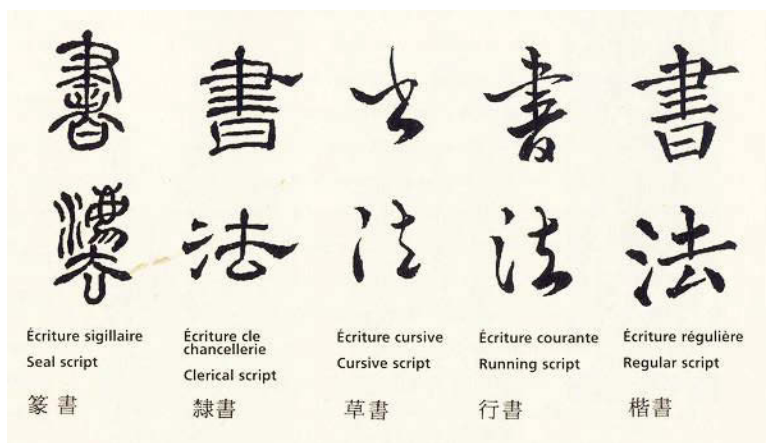 書 書 书 書 書
灋 法 法 法 法
Écriture sigillaire
Seal script
篆書
Écriture cle
chancellerie
Clerical script
隸書
Écriture cursive
Cursive script
草書
Écriture courante
Running script
行書
Écriture régulière
Regular script
楷書